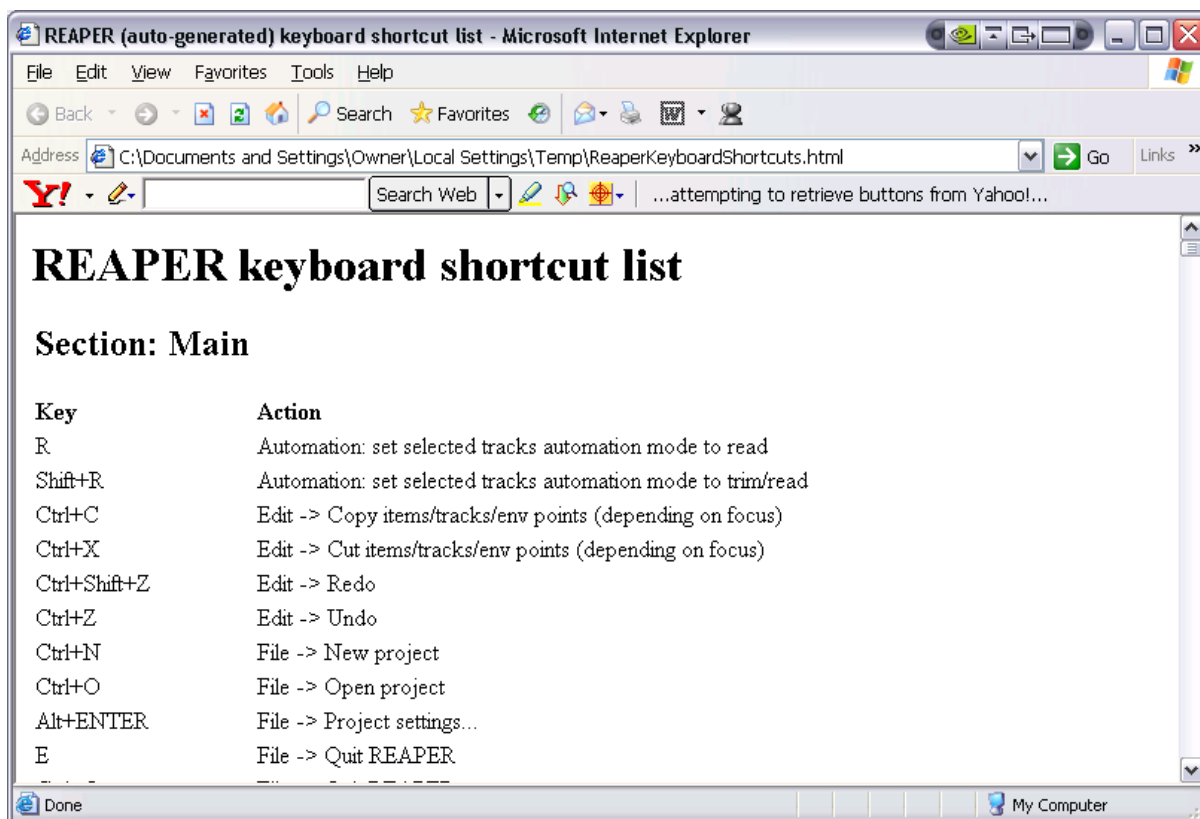 REAPER (auto-generated) keyboard shortcut list - Microsoft Internet Explorer
File Edit View Favorites Tools Help
Back Search Favorites
Address C:\Documents and Settings\Owner\Local Settings\Temp\ReaperKeyboardShortcuts.html Go Links »
Y! Search Web ...attempting to retrieve buttons from Yahoo!...
REAPER keyboard shortcut list
Section: Main
Key Action
R Automation: set selected tracks automation mode to read
Shift+R Automation: set selected tracks automation mode to trim/read
Ctrl+C Edit -> Copy items/tracks/env points (depending on focus)
Ctrl+X Edit -> Cut items/tracks/env points (depending on focus)
Ctrl+Shift+Z Edit -> Redo
Ctrl+Z Edit -> Undo
Ctrl+N File -> New project
Ctrl+O File -> Open project
Alt+ENTER File -> Project settings...
E File -> Quit REAPER
Done My Computer